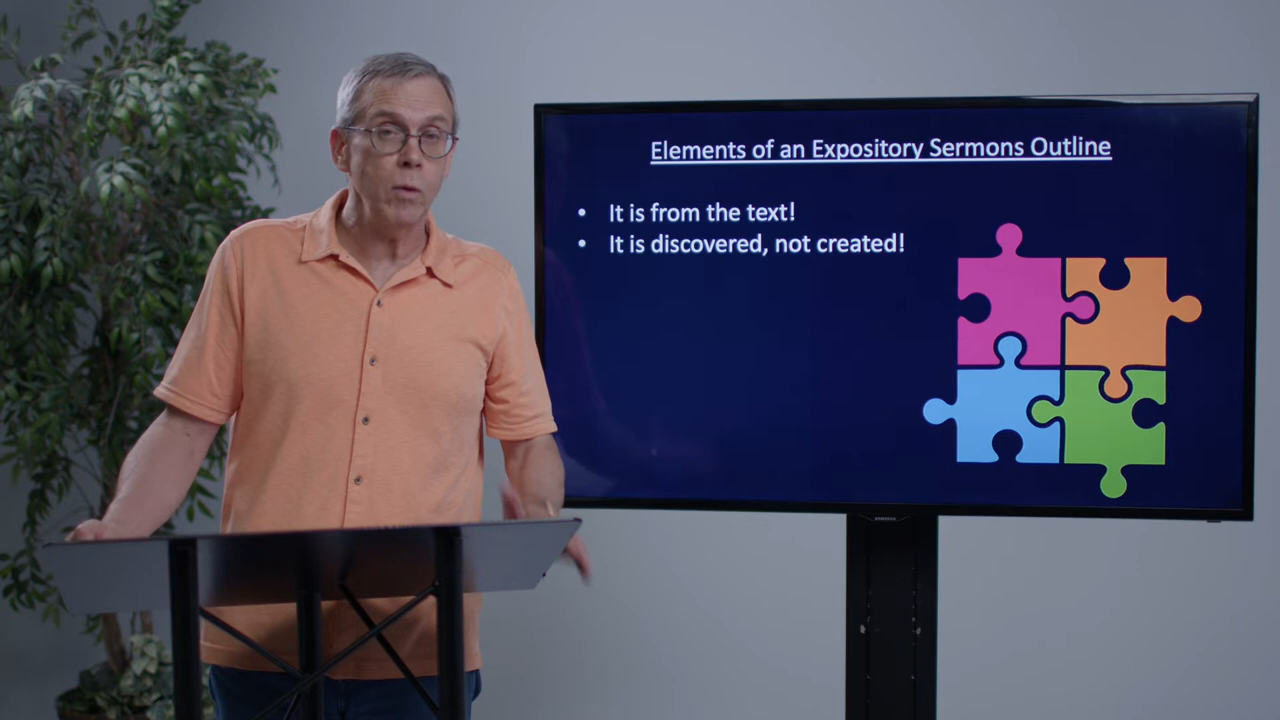 Elements of an Expository Sermons Outline
• It is from the text!
• It is discovered, not created!